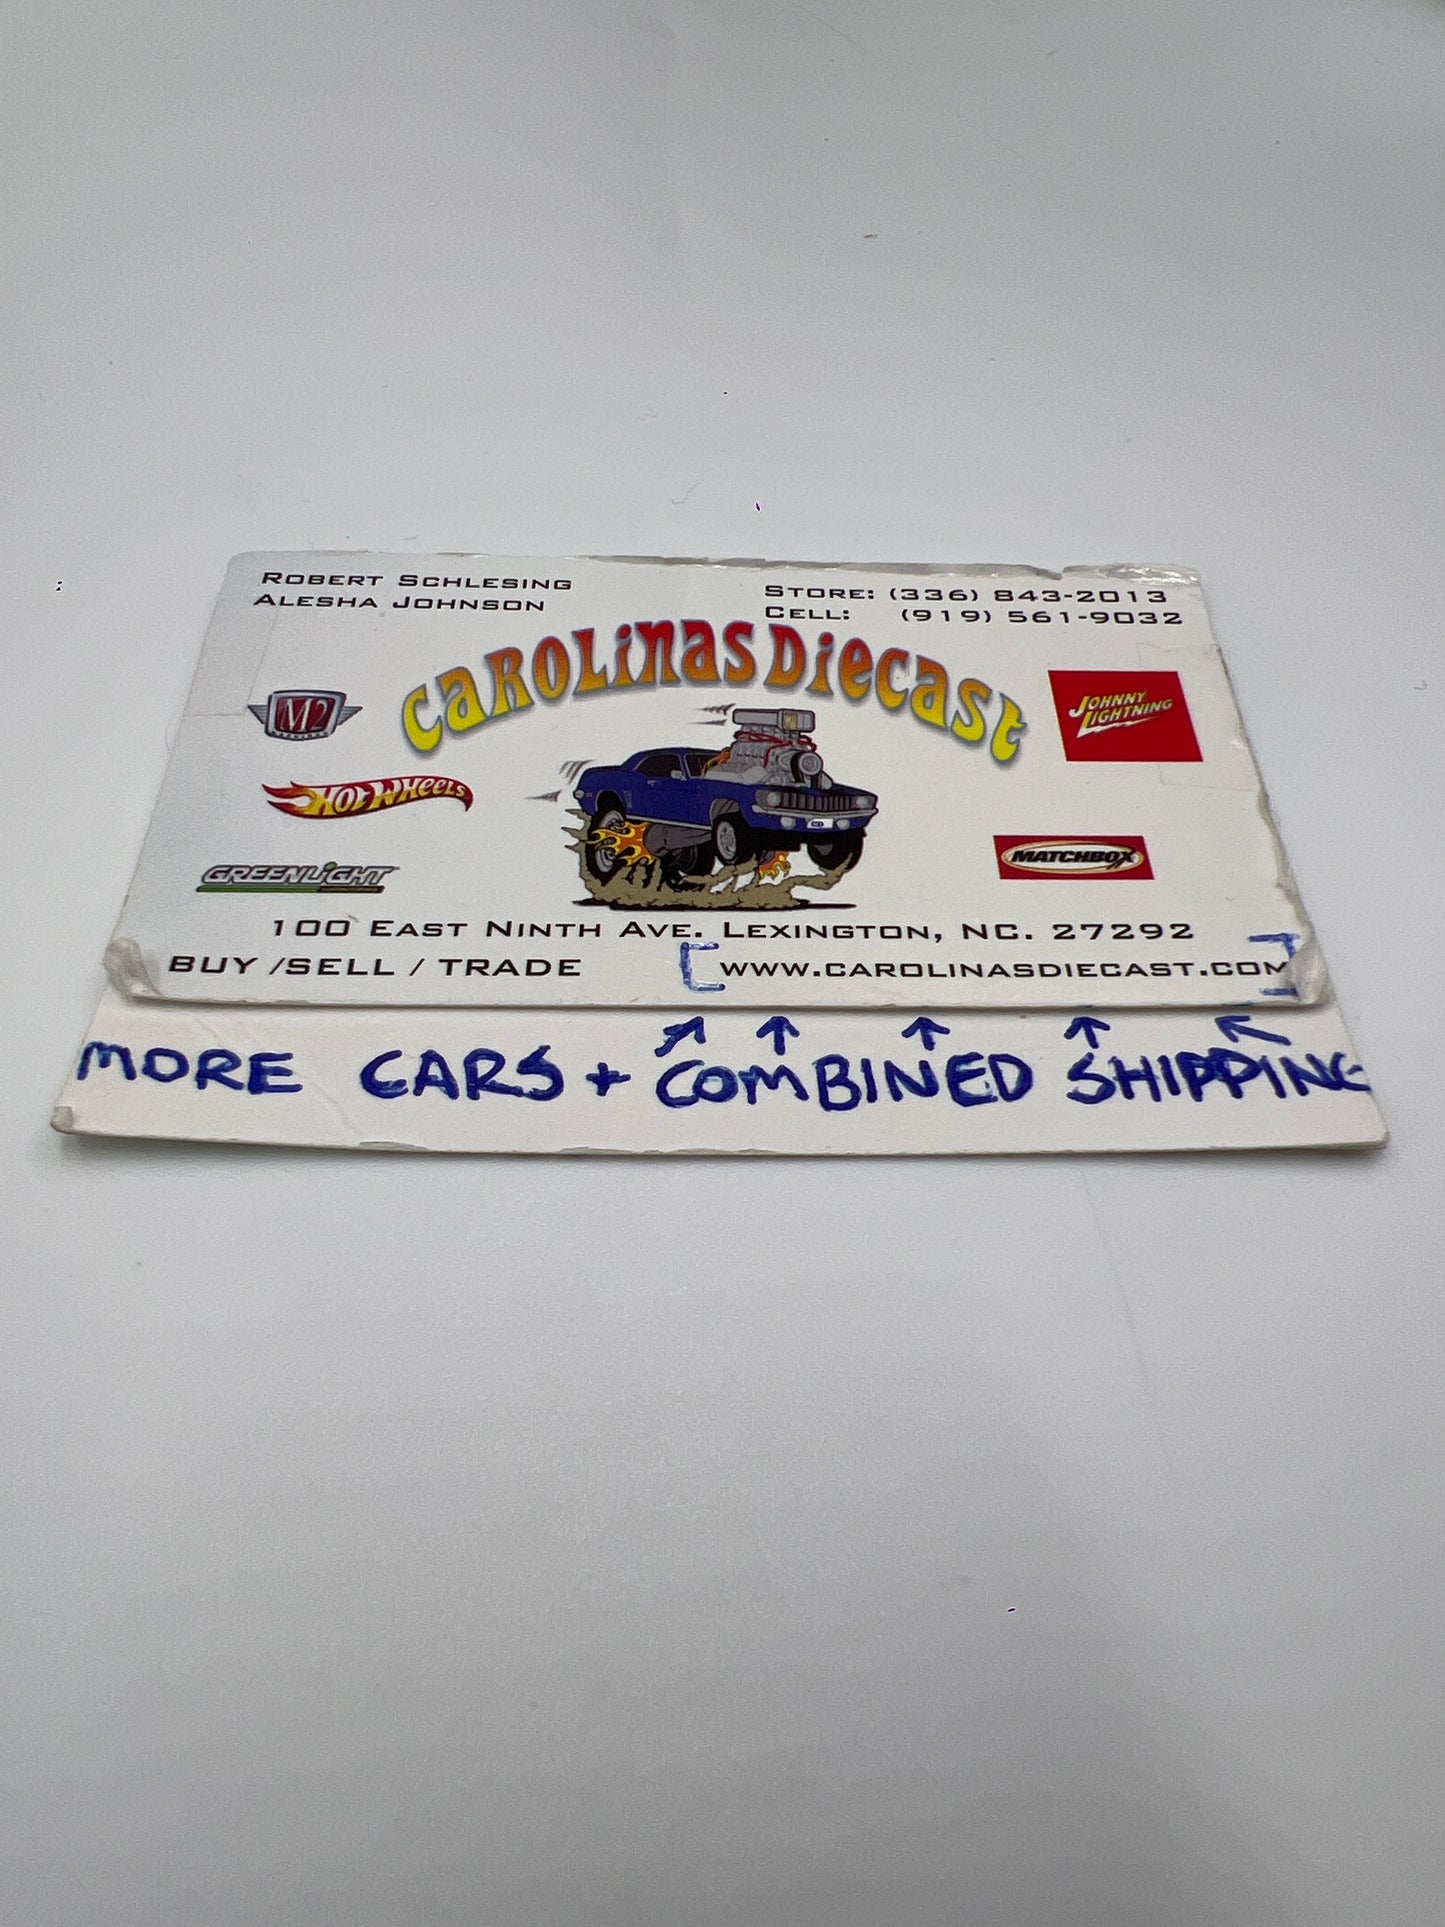 ROBERT SCHLESING
ALESHA JOHNSON
STORE: (336) 843-2013
CELL: (919) 561-9032
CAROLINAS DIECAST
M2
JOHNNY LIGHTNING
HOT WHEELS
MATCHBOX
GREENLIGHT
100 EAST NINTH AVE. LEXINGTON, NC. 27292
BUY /SELL / TRADE [WWW.CAROLINASDIECAST.COM]
MORE CARS + COMBINED SHIPPING